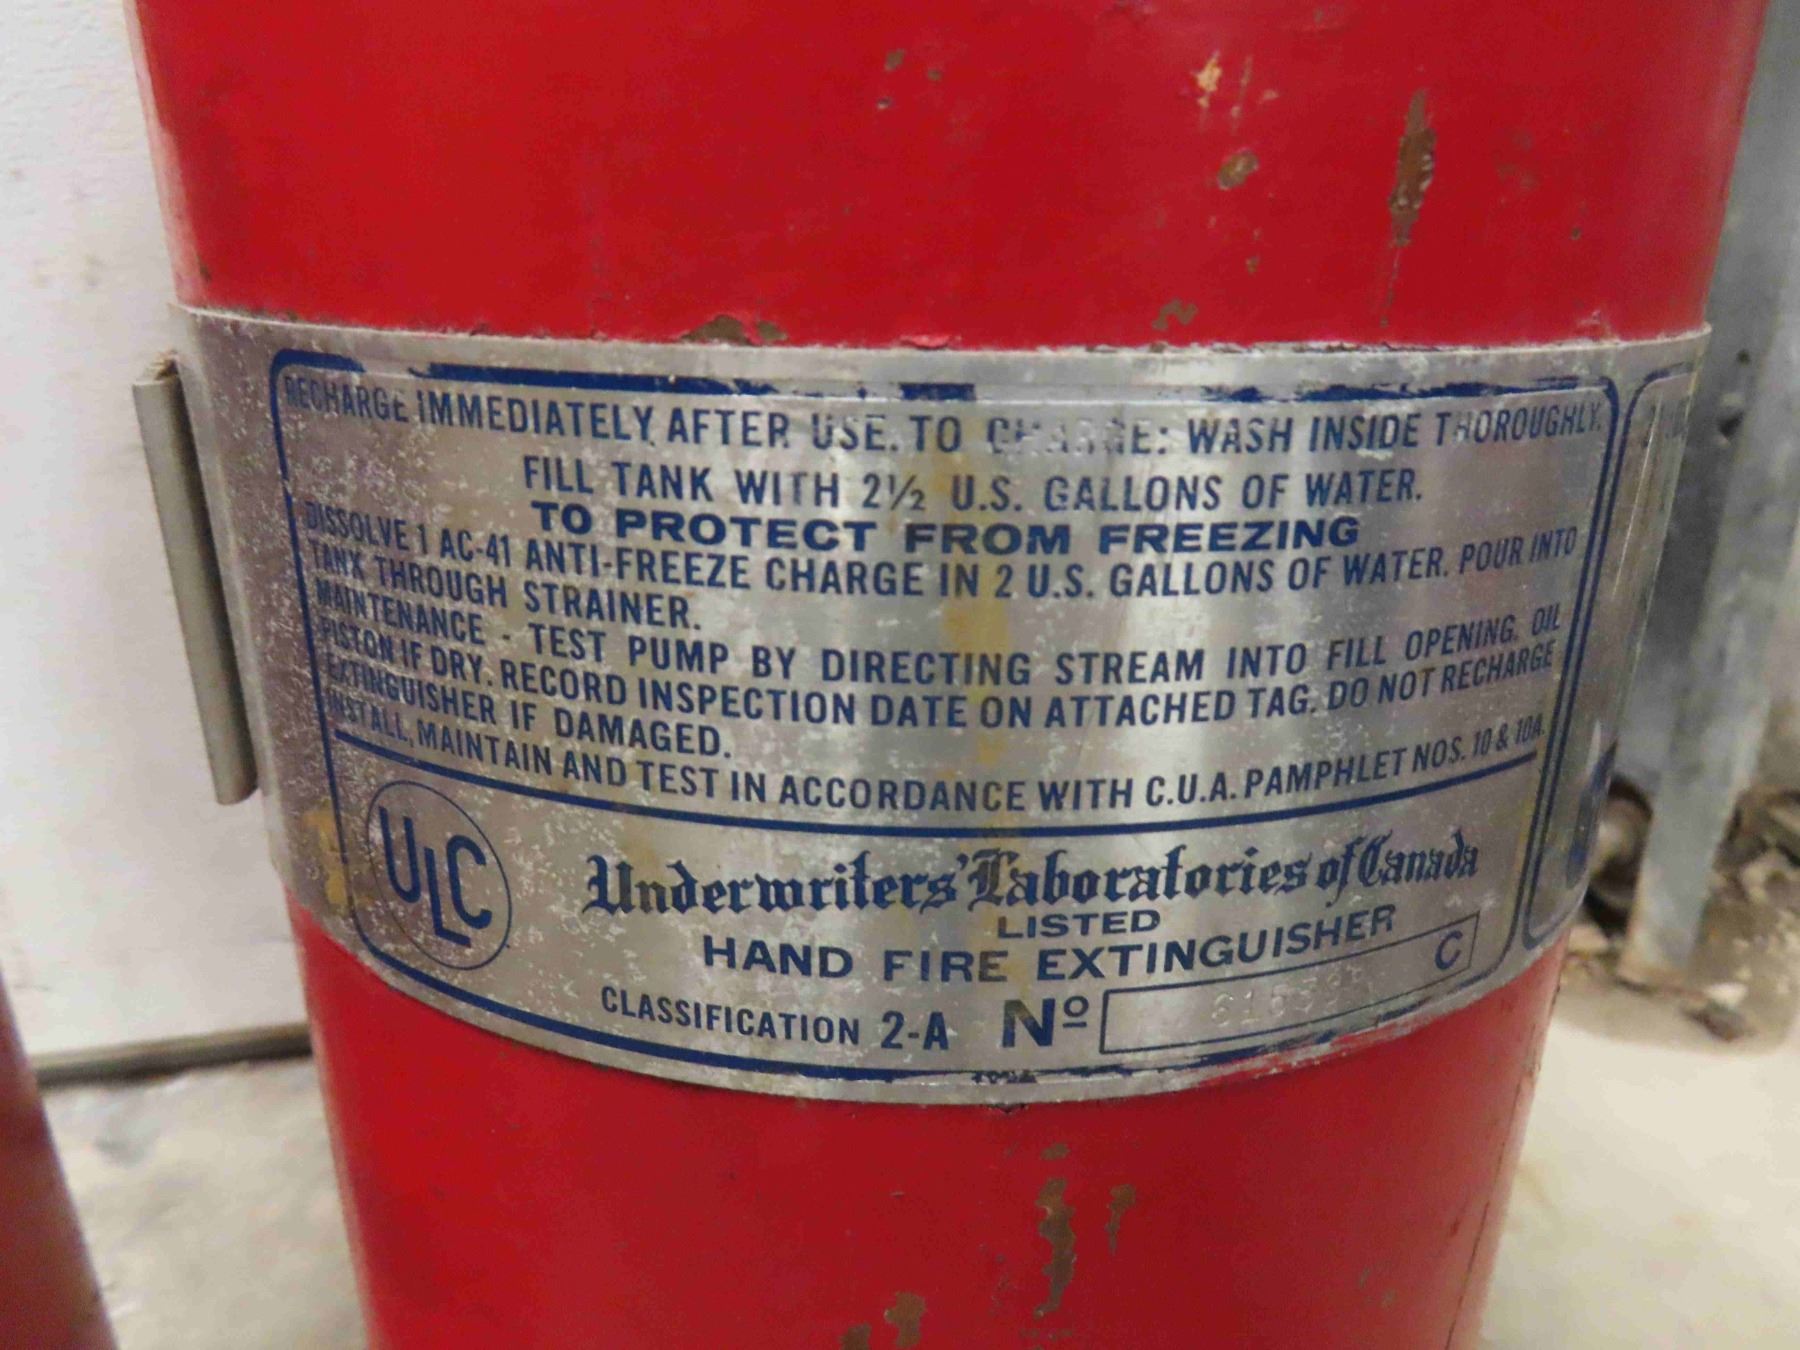 RECHARGE IMMEDIATELY AFTER USE. TO CHARGE: WASH INSIDE THOROUGHLY.
FILL TANK WITH 2½ U.S. GALLONS OF WATER.
TO PROTECT FROM FREEZING
DISSOLVE 1 AC-41 ANTI-FREEZE CHARGE IN 2 U.S. GALLONS OF WATER. POUR INTO
TANK THROUGH STRAINER.
MAINTENANCE - TEST PUMP BY DIRECTING STREAM INTO FILL OPENING. OIL
PISTON IF DRY. RECORD INSPECTION DATE ON ATTACHED TAG. DO NOT RECHARGE
EXTINGUISHER IF DAMAGED.
INSTALL, MAINTAIN AND TEST IN ACCORDANCE WITH C.U.A. PAMPHLET NOS. 10 & 10A.
ULC
Underwriters' Laboratories of Canada
LISTED
HAND FIRE EXTINGUISHER
CLASSIFICATION 2-A Nº C